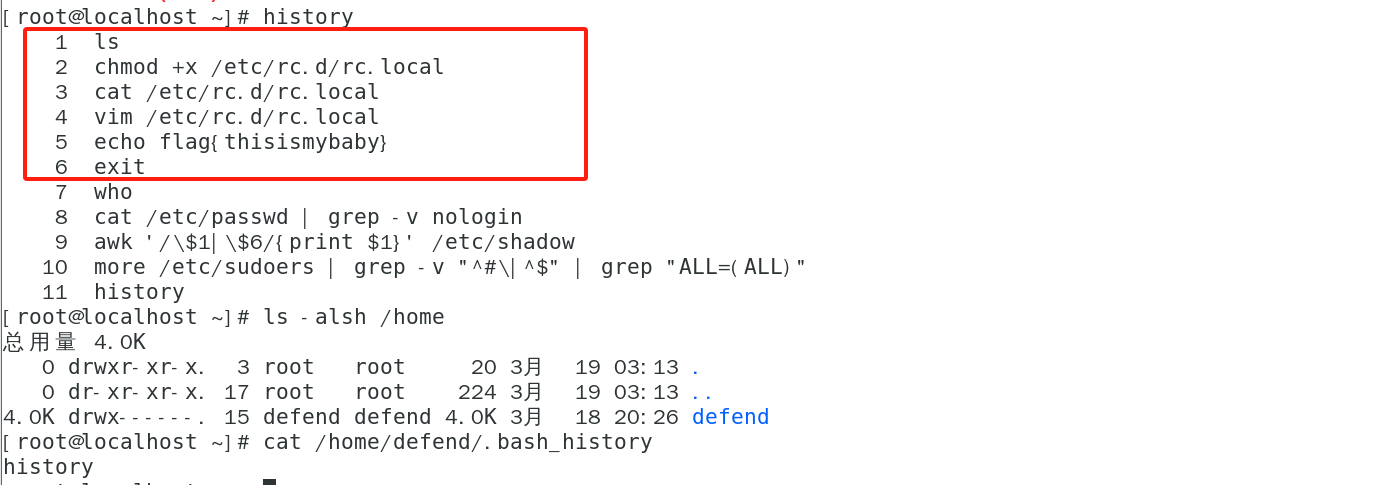 [root@localhost ~]# history
1 ls
2 chmod +x /etc/rc.d/rc.local
3 cat /etc/rc.d/rc.local
4 vim /etc/rc.d/rc.local
5 echo flag{thisismybaby}
6 exit
7 who
8 cat /etc/passwd | grep -v nologin
9 awk '/\$1|\$6/{print $1}' /etc/shadow
10 more /etc/sudoers | grep -v "^#\|^$" | grep "ALL=(ALL)"
11 history
[root@localhost ~]# ls -alsh /home
总用量 4.0K
0 drwxr-xr-x. 3 root root 20 3月 19 03:13 .
0 dr-xr-xr-x. 17 root root 224 3月 19 03:13 ..
4.0K drwx------. 15 defend defend 4.0K 3月 18 20:26 defend
[root@localhost ~]# cat /home/defend/.bash_history
history